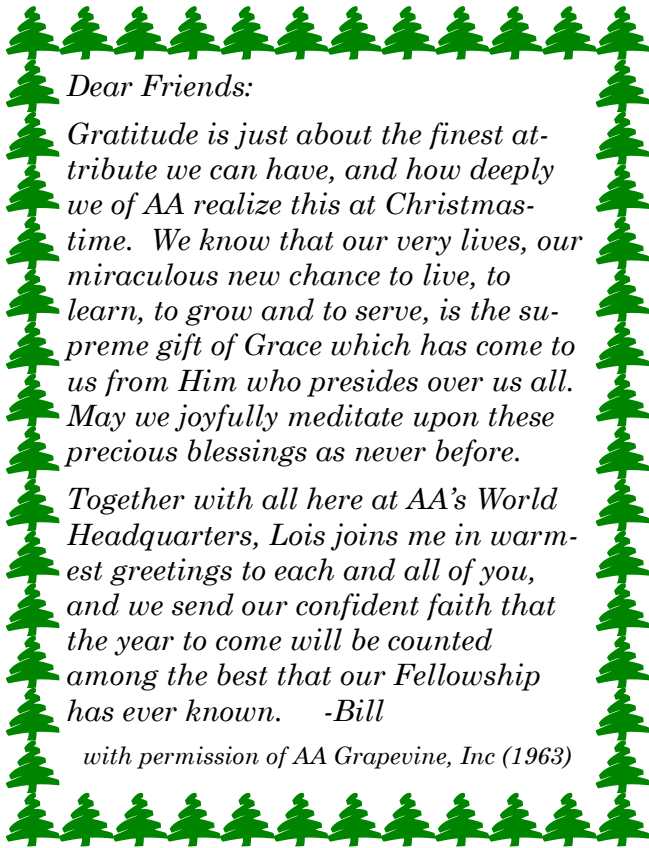 Dear Friends:
Gratitude is just about the finest at-
tribute we can have, and how deeply
we of AA realize this at Christmas-
time.  We know that our very lives, our
miraculous new chance to live, to
learn, to grow and to serve, is the su-
preme gift of Grace which has come to
us from Him who presides over us all.
May we joyfully meditate upon these
precious blessings as never before.
Together with all here at AA's World
Headquarters, Lois joins me in warm-
est greetings to each and all of you,
and we send our confident faith that
the year to come will be counted
among the best that our Fellowship
has ever known.     -Bill
with permission of AA Grapevine, Inc (1963)